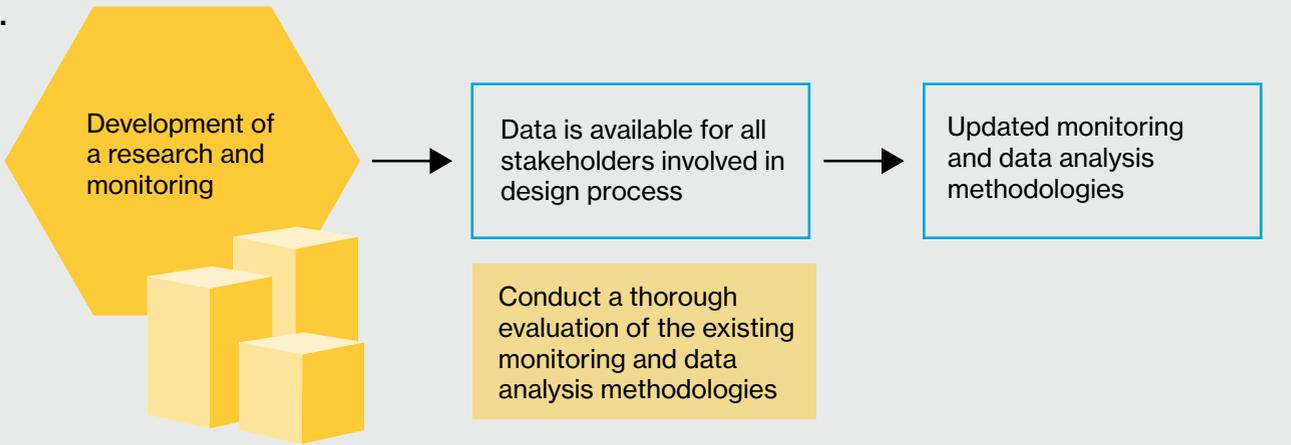 .
Development of
a research and
monitoring
Data is available for all
stakeholders involved in
design process
Updated monitoring
and data analysis
methodologies
Conduct a thorough
evaluation of the existing
monitoring and data
analysis methodologies